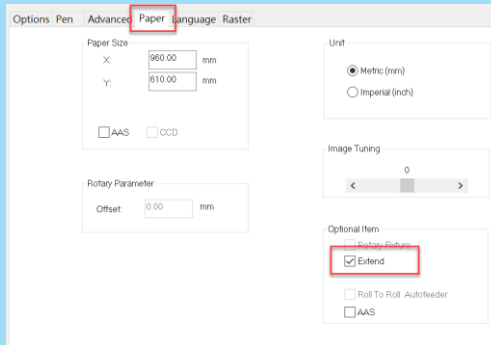 Options Pen Advanced Paper Language Raster
Paper Size
X: 960.00 mm
Y: 610.00 mm
AAS CCD
Rotary Parameter
Offset: 0.00 mm
Unit
Metric (mm)
Imperial (inch)
Image Tuning
0
Optional Item
Rotary Fixture
Extend
Roll To Roll Autofeeder
AAS